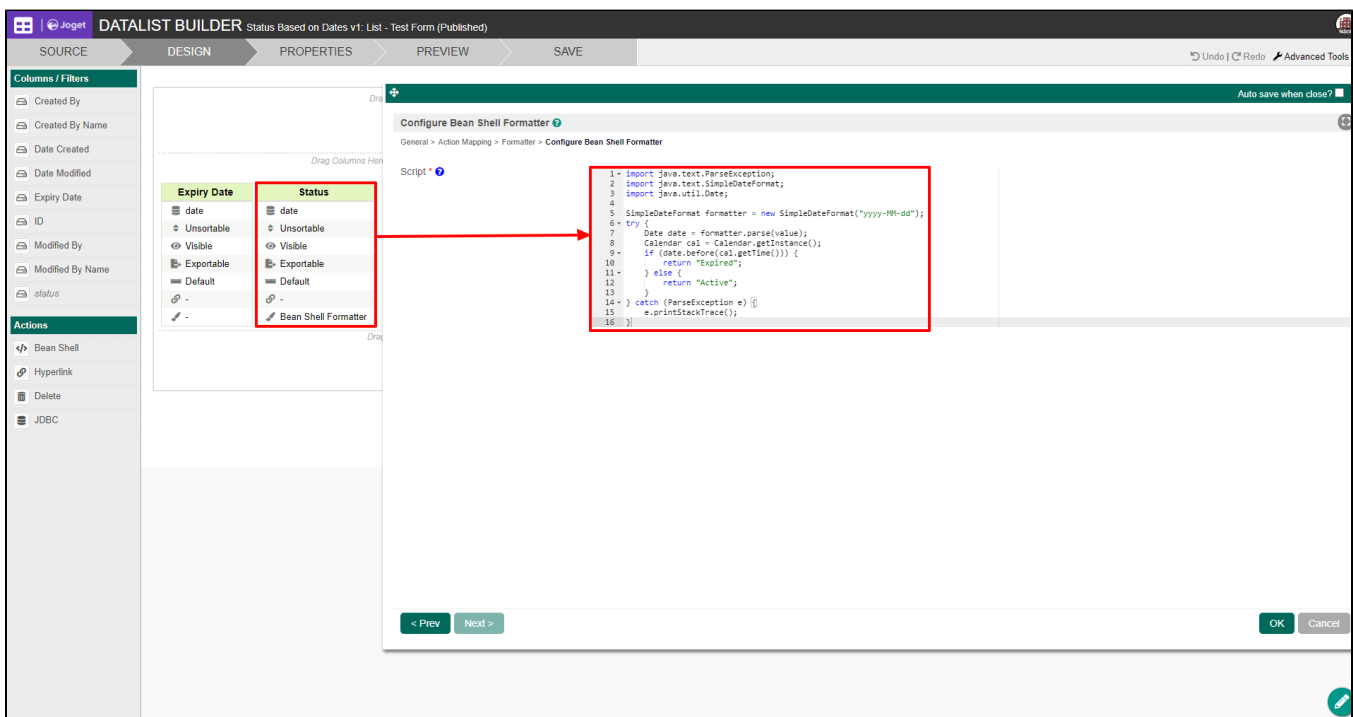 Joget DATALIST BUILDER Status Based on Dates v1: List - Test Form (Published)
SOURCE DESIGN PROPERTIES PREVIEW SAVE
Undo | Redo Advanced Tools
Columns / Filters
Created By
Created By Name
Date Created
Date Modified
Expiry Date
ID
Modified By
Modified By Name
status
Actions
Bean Shell
Hyperlink
Delete
JDBC
Dra
Drag Columns Her
Expiry Date
date
Unsortable
Visible
Exportable
Default
-
-
Status
date
Unsortable
Visible
Exportable
Default
-
Bean Shell Formatter
Drag
Auto save when close?
Configure Bean Shell Formatter
General > Action Mapping > Formatter > Configure Bean Shell Formatter
Script *
1 import java.text.ParseException;
2 import java.text.SimpleDateFormat;
3 import java.util.Date;
4
5 SimpleDateFormat formatter = new SimpleDateFormat("yyyy-MM-dd");
6 try {
7 Date date = formatter.parse(value);
8 Calendar cal = Calendar.getInstance();
9 if (date.before(cal.getTime())) {
10 return "Expired";
11 } else {
12 return "Active";
13 }
14 } catch (ParseException e) {
15 e.printStackTrace();
16 }
< Prev Next >
OK Cancel